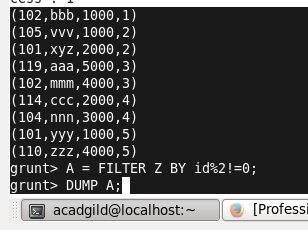 (102,bbb,1000,1)
(105,vvv,1000,2)
(101,xyz,2000,2)
(119,aaa,5000,3)
(102,mmm,4000,3)
(114,ccc,2000,4)
(104,nnn,3000,4)
(101,yyy,1000,5)
(110,zzz,4000,5)
grunt> A = FILTER Z BY id%2!=0;
grunt> DUMP A;
acadgild@localhost:~ [Professi